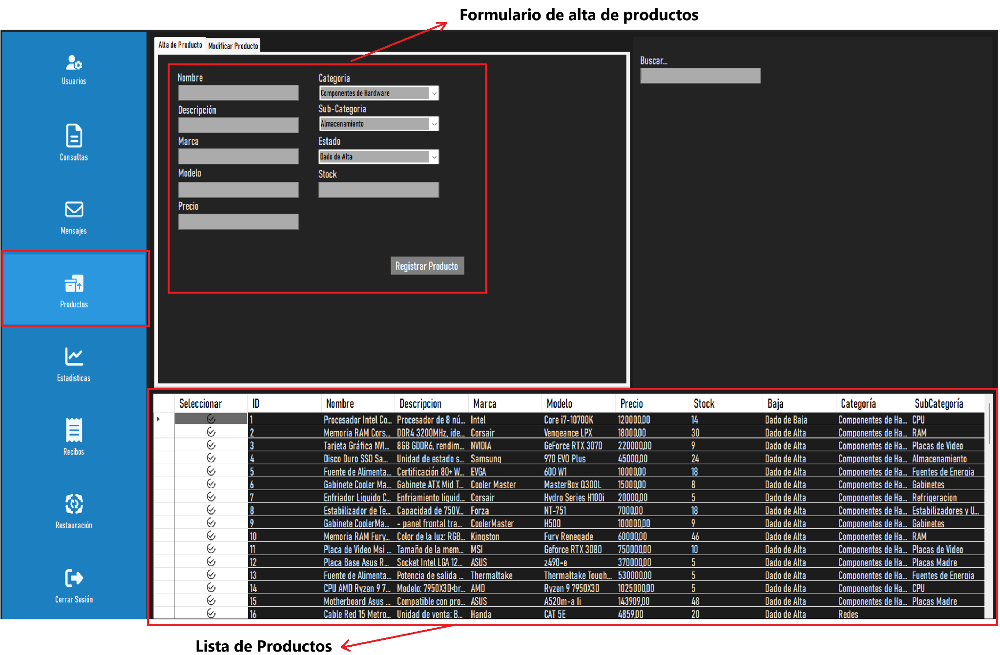 Formulario de alta de productos
Usuarios
Consultas
Mensajes
Productos
Estadísticas
Recibos
Restauración
Cerrar Sesión
Alta de Producto Modificar Producto
Nombre Categoria
Componentes de Hardware
Descripción Sub-Categoria
Almacenamiento
Marca Estado
Dado de Alta
Modelo Stock
Precio
Registrar Producto
Buscar...
Seleccionar ID Nombre Descripcion Marca Modelo Precio Stock Baja Categoría SubCategoría
1 Procesador Intel Co... Procesador de 8 nú... Intel Core i7-10700K 120000,00 14 Dado de Baja Componentes de Ha... CPU
2 Memoria RAM Cors... DDR4 3200MHz, ide... Corsair Vengeance LPX 18000,00 30 Dado de Alta Componentes de Ha... RAM
3 Tarjeta Gráfica NVI... 8GB GDDR6, rendim... NVIDIA GeForce RTX 3070 220000,00 9 Dado de Alta Componentes de Ha... Placas de Video
4 Disco Duro SSD Sa... Unidad de estado s... Samsung 970 EVO Plus 45000,00 24 Dado de Alta Componentes de Ha... Almacenamiento
5 Fuente de Alimenta... Certificación 80+ W... EVGA 600 W1 10000,00 18 Dado de Alta Componentes de Ha... Fuentes de Energia
6 Gabinete Cooler Ma... Gabinete ATX Mid T... Cooler Master MasterBox Q300L 15000,00 8 Dado de Alta Componentes de Ha... Gabinetes
7 Enfriador Líquido C... Enfriamiento líquid... Corsair Hydro Series H100i 20000,00 5 Dado de Alta Componentes de Ha... Refrigeracion
8 Estabilizador de Te... Capacidad de 750V... Forza NT-751 7000,00 18 Dado de Alta Componentes de Ha... Estabilizadores y U...
9 Gabinete CoolerMa... - panel frontal tra... CoolerMaster H500 100000,00 9 Dado de Alta Componentes de Ha... Gabinetes
10 Memoria RAM Fury... Color de la luz: RGB... Kingston Fury Renegade 60000,00 46 Dado de Alta Componentes de Ha... RAM
11 Placa de Video Msi ... Tamaño de la mem... MSI Geforce RTX 3080 750000,00 10 Dado de Alta Componentes de Ha... Placas de Video
12 Placa Base Asus R... Socket Intel LGA 12... ASUS z490-e 370000,00 5 Dado de Alta Componentes de Ha... Placas Madre
13 Fuente de Alimenta... Potencia de salida ... Thermaltake Thermaltake Tough... 530000,00 5 Dado de Alta Componentes de Ha... Fuentes de Energia
14 CPU AMD Ryzen 9 7... Modelo: 7950X3D<br... AMD Ryzen 9 7950X3D 1025000,00 5 Dado de Alta Componentes de Ha... CPU
15 Motherboard Asus ... Compatible con pro... ASUS A520m-a Ii 143909,00 48 Dado de Alta Componentes de Ha... Placas Madre
16 Cable Red 15 Metro... Unidad de venta: B... Handa CAT 5E 4859,00 20 Dado de Alta Redes
Lista de Productos